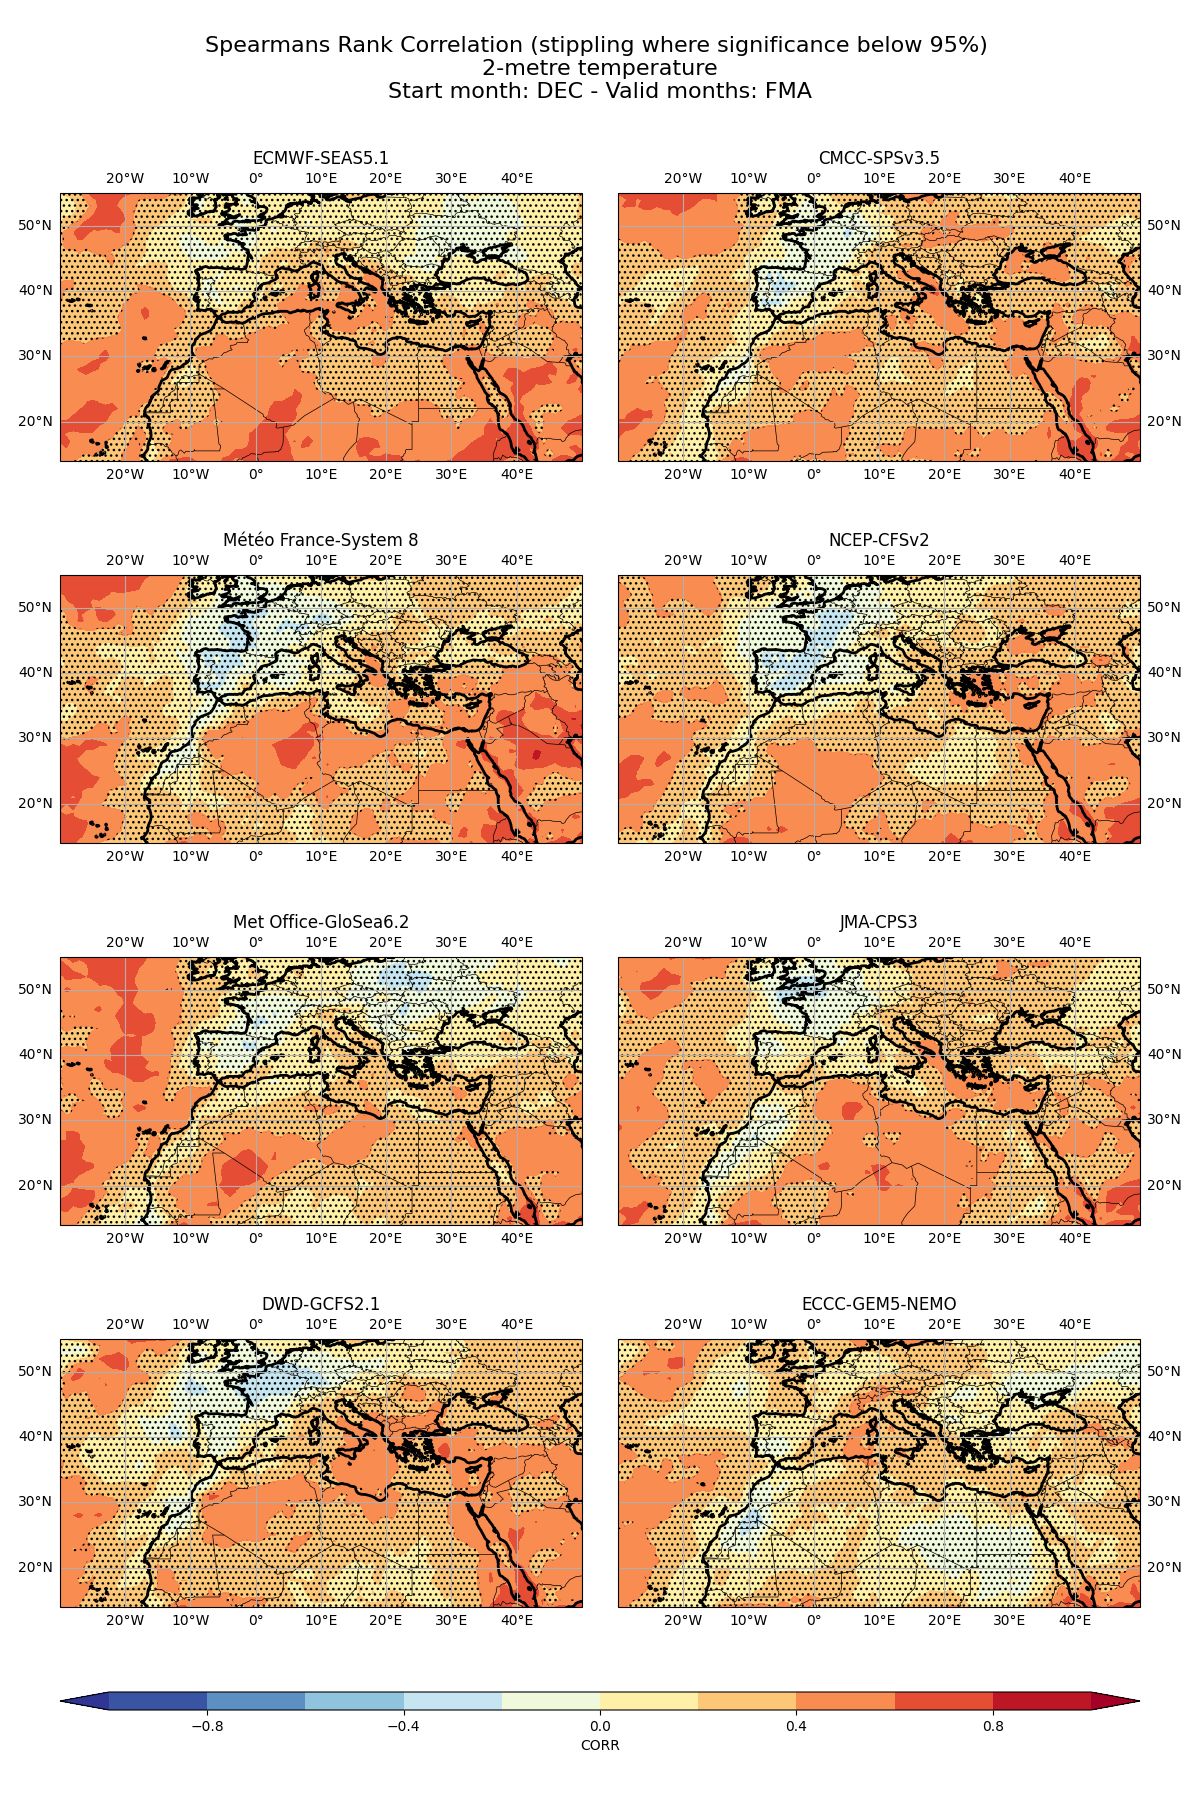 Spearmans Rank Correlation (stippling where significance below 95%)
2-metre temperature
Start month: DEC - Valid months: FMA
ECMWF-SEAS5.1 CMCC-SPSv3.5
20°W 10°W 0° 10°E 20°E 30°E 40°E 20°W 10°W 0° 10°E 20°E 30°E 40°E
50°N 50°N
40°N 40°N
30°N 30°N
20°N 20°N
20°W 10°W 0° 10°E 20°E 30°E 40°E 20°W 10°W 0° 10°E 20°E 30°E 40°E
Météo France-System 8 NCEP-CFSv2
20°W 10°W 0° 10°E 20°E 30°E 40°E 20°W 10°W 0° 10°E 20°E 30°E 40°E
50°N 50°N
40°N 40°N
30°N 30°N
20°N 20°N
20°W 10°W 0° 10°E 20°E 30°E 40°E 20°W 10°W 0° 10°E 20°E 30°E 40°E
Met Office-GloSea6.2 JMA-CPS3
20°W 10°W 0° 10°E 20°E 30°E 40°E 20°W 10°W 0° 10°E 20°E 30°E 40°E
50°N 50°N
40°N 40°N
30°N 30°N
20°N 20°N
20°W 10°W 0° 10°E 20°E 30°E 40°E 20°W 10°W 0° 10°E 20°E 30°E 40°E
DWD-GCFS2.1 ECCC-GEM5-NEMO
20°W 10°W 0° 10°E 20°E 30°E 40°E 20°W 10°W 0° 10°E 20°E 30°E 40°E
50°N 50°N
40°N 40°N
30°N 30°N
20°N 20°N
20°W 10°W 0° 10°E 20°E 30°E 40°E 20°W 10°W 0° 10°E 20°E 30°E 40°E
−0.8 −0.4 0.0 0.4 0.8
CORR